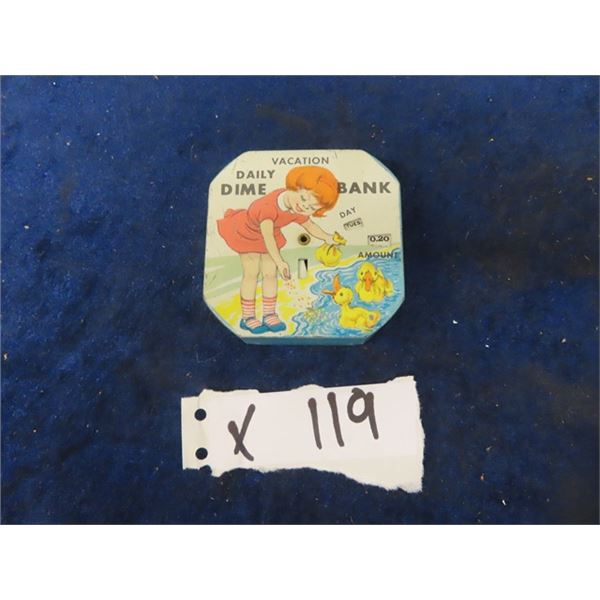 VACATION
DAILY
DIME BANK
DAY
TUES
0.20
AMOUNT
X 119